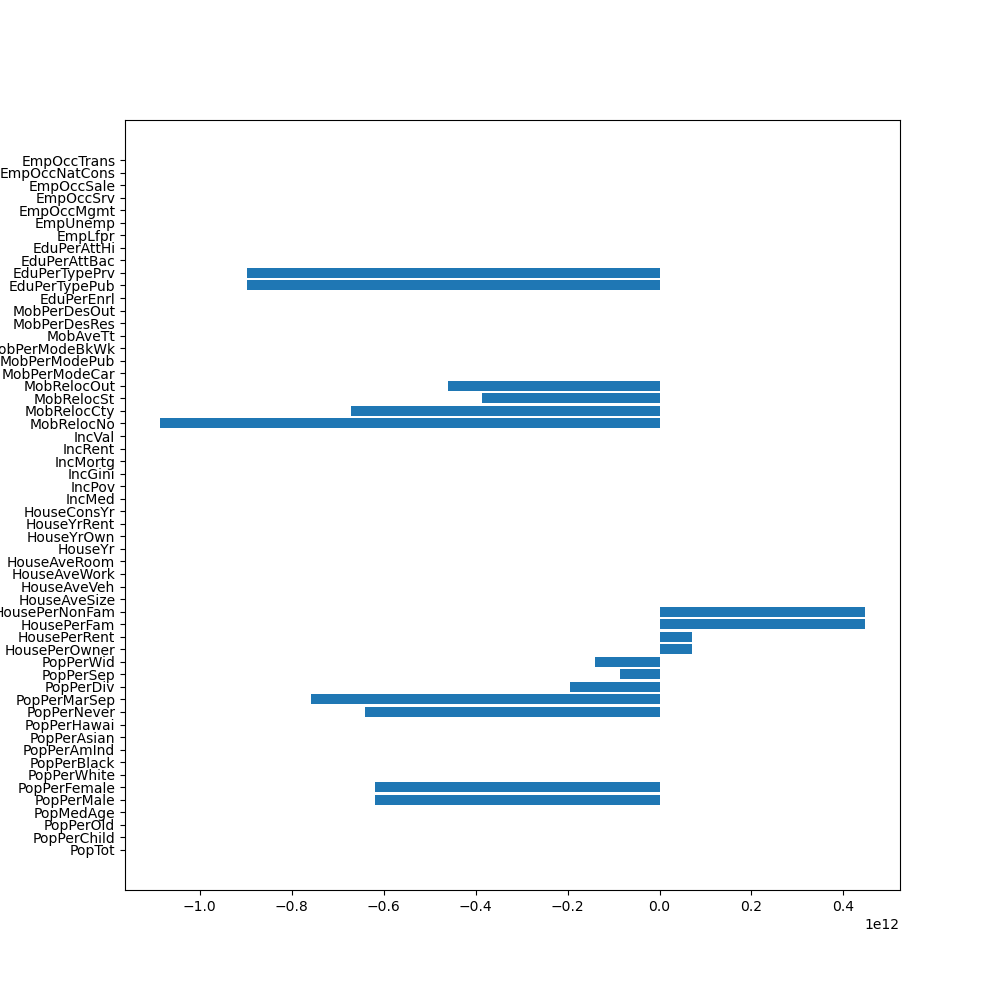 EmpOccTrans
EmpOccNatCons
EmpOccSale
EmpOccSrv
EmpOccMgmt
EmpUnemp
EmpLfpr
EduPerAttHi
EduPerAttBac
EduPerTypePrv
EduPerTypePub
EduPerEnrl
MobPerDesOut
MobPerDesRes
MobAveTt
obPerModeBkWk
MobPerModePub
MobPerModeCar
MobRelocOut
MobRelocSt
MobRelocCty
MobRelocNo
IncVal
IncRent
IncMortg
IncGini
IncPov
IncMed
HouseConsYr
HouseYrRent
HouseYrOwn
HouseYr
HouseAveRoom
HouseAveWork
HouseAveVeh
HouseAveSize
HousePerNonFam
HousePerFam
HousePerRent
HousePerOwner
PopPerWid
PopPerSep
PopPerDiv
PopPerMarSep
PopPerNever
PopPerHawai
PopPerAsian
PopPerAmInd
PopPerBlack
PopPerWhite
PopPerFemale
PopPerMale
PopMedAge
PopPerOld
PopPerChild
PopTot
−1.0 −0.8 −0.6 −0.4 −0.2 0.0 0.2 0.4
1e12